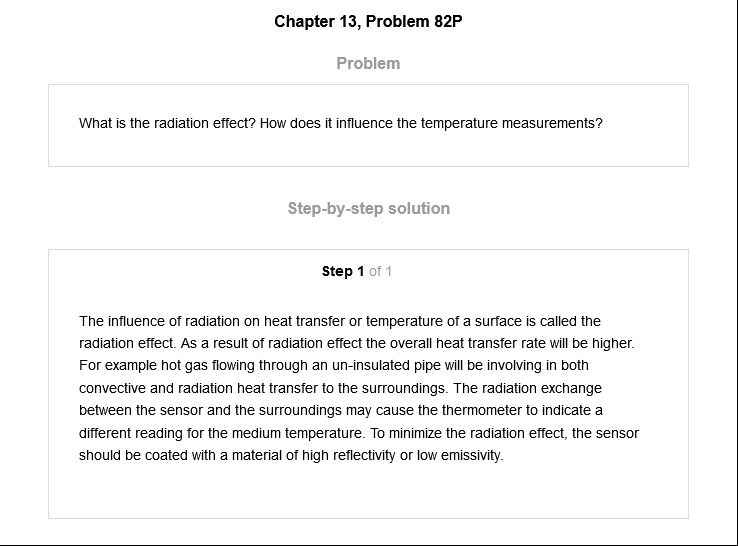 Chapter 13, Problem 82P
Problem
What is the radiation effect? How does it influence the temperature measurements?
Step-by-step solution
Step 1 of 1
The influence of radiation on heat transfer or temperature of a surface is called the
radiation effect. As a result of radiation effect the overall heat transfer rate will be higher.
For example hot gas flowing through an un-insulated pipe will be involving in both
convective and radiation heat transfer to the surroundings. The radiation exchange
between the sensor and the surroundings may cause the thermometer to indicate a
different reading for the medium temperature. To minimize the radiation effect, the sensor
should be coated with a material of high reflectivity or low emissivity.